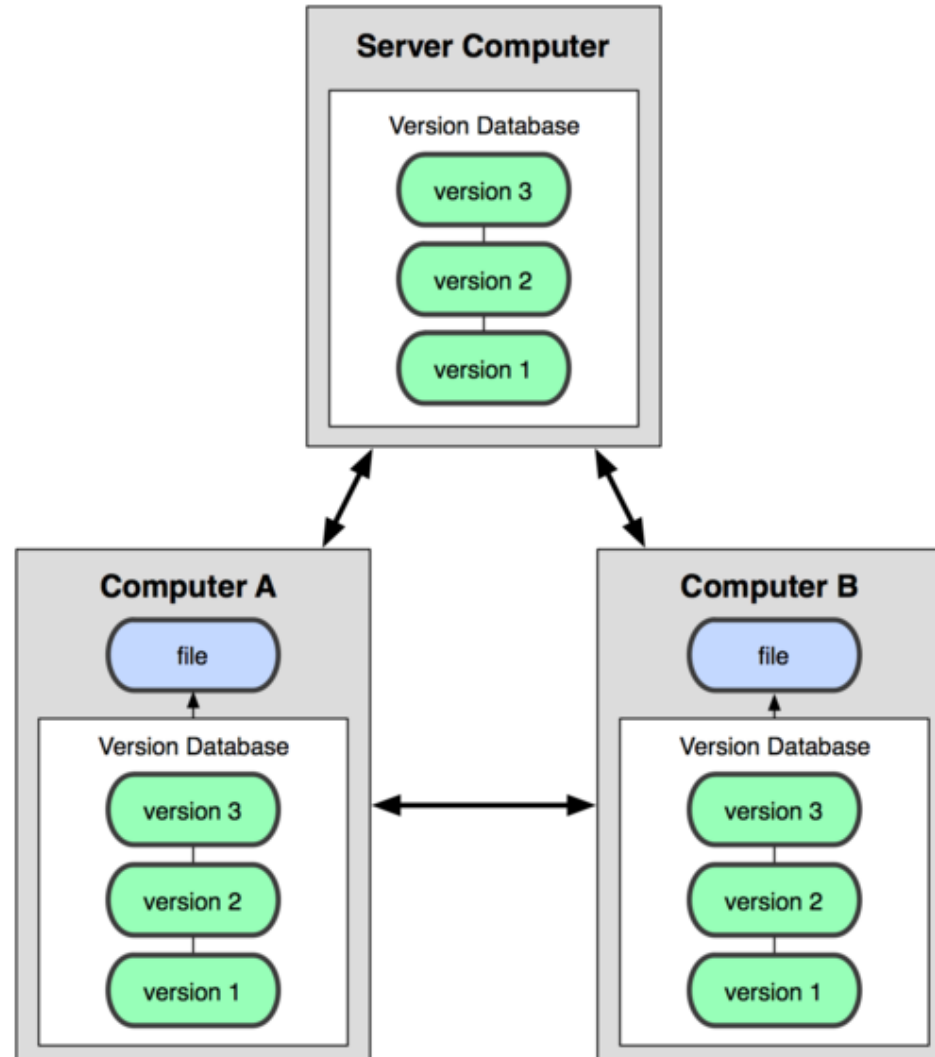 Server Computer
Version Database
version 3
version 2
version 1
Computer A
file
Version Database
version 3
version 2
version 1
Computer B
file
Version Database
version 3
version 2
version 1